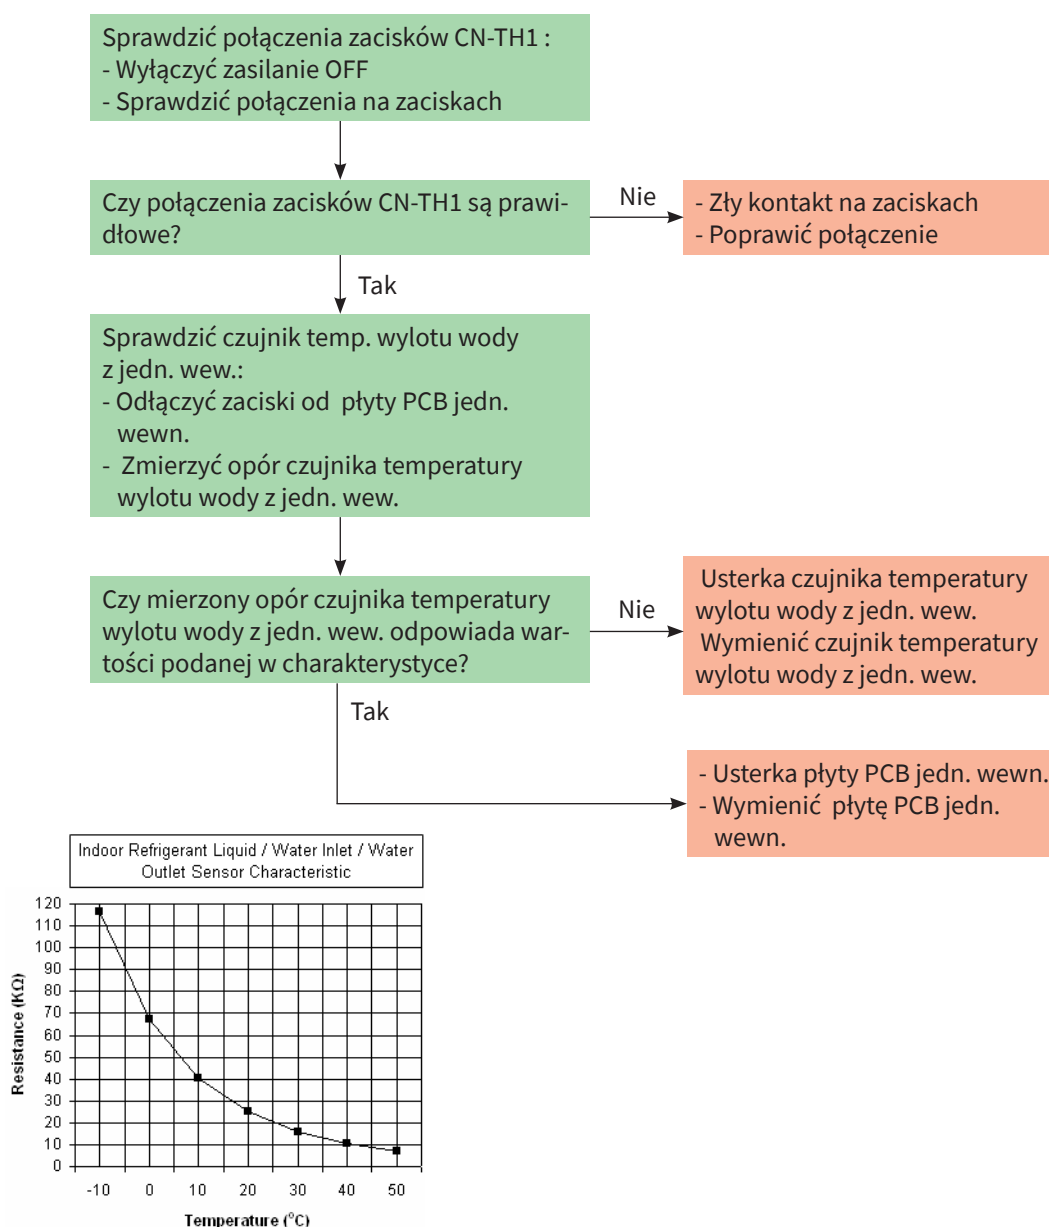 Sprawdzić połączenia zacisków CN-TH1 :
- Wyłączyć zasilanie OFF
- Sprawdzić połączenia na zaciskach
Czy połączenia zacisków CN-TH1 są prawi-
dłowe?
Nie
- Zły kontakt na zaciskach
- Poprawić połączenie
Tak
Sprawdzić czujnik temp. wylotu wody
z jedn. wew.:
- Odłączyć zaciski od płyty PCB jedn.
wewn.
- Zmierzyć opór czujnika temperatury
wylotu wody z jedn. wew.
Czy mierzony opór czujnika temperatury
wylotu wody z jedn. wew. odpowiada war-
tości podanej w charakterystyce?
Nie
Usterka czujnika temperatury
wylotu wody z jedn. wew.
Wymienić czujnik temperatury
wylotu wody z jedn. wew.
Tak
- Usterka płyty PCB jedn. wewn.
- Wymienić płytę PCB jedn.
wewn.
Indoor Refrigerant Liquid / Water Inlet / Water
Outlet Sensor Characteristic
Resistance (KΩ)
120
110
100
90
80
70
60
50
40
30
20
10
0
-10 0 10 20 30 40 50
Temperature (°C)